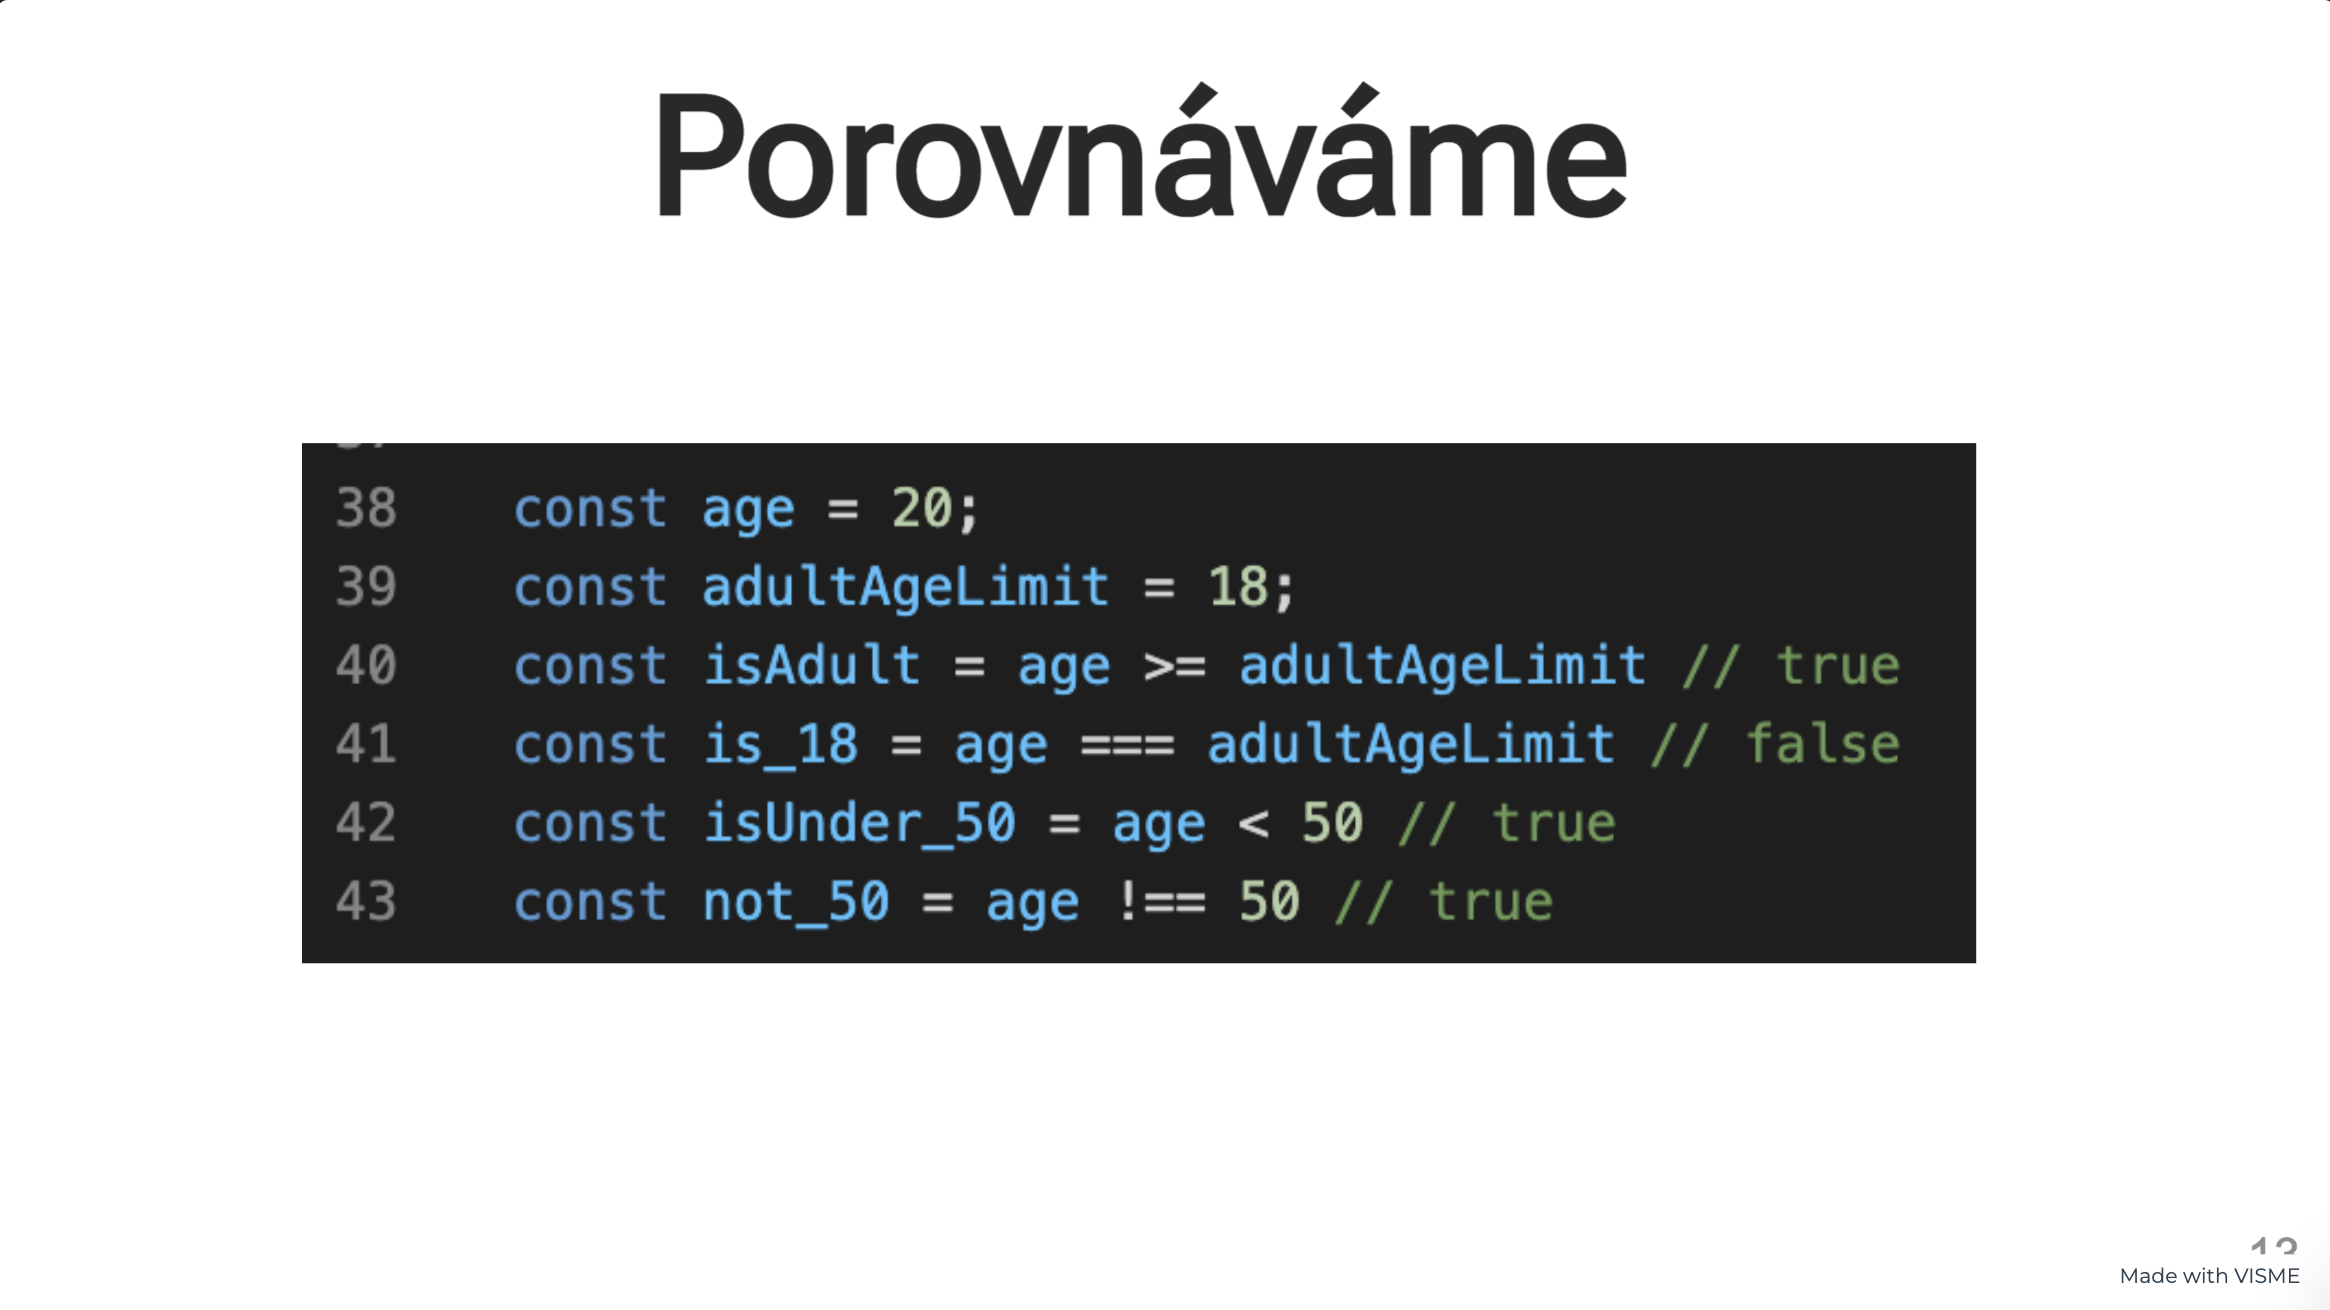 Porovnáváme
38 const age = 20;
39 const adultAgeLimit = 18;
40 const isAdult = age >= adultAgeLimit // true
41 const is_18 = age === adultAgeLimit // false
42 const isUnder_50 = age < 50 // true
43 const not_50 = age !== 50 // true
Made with VISME